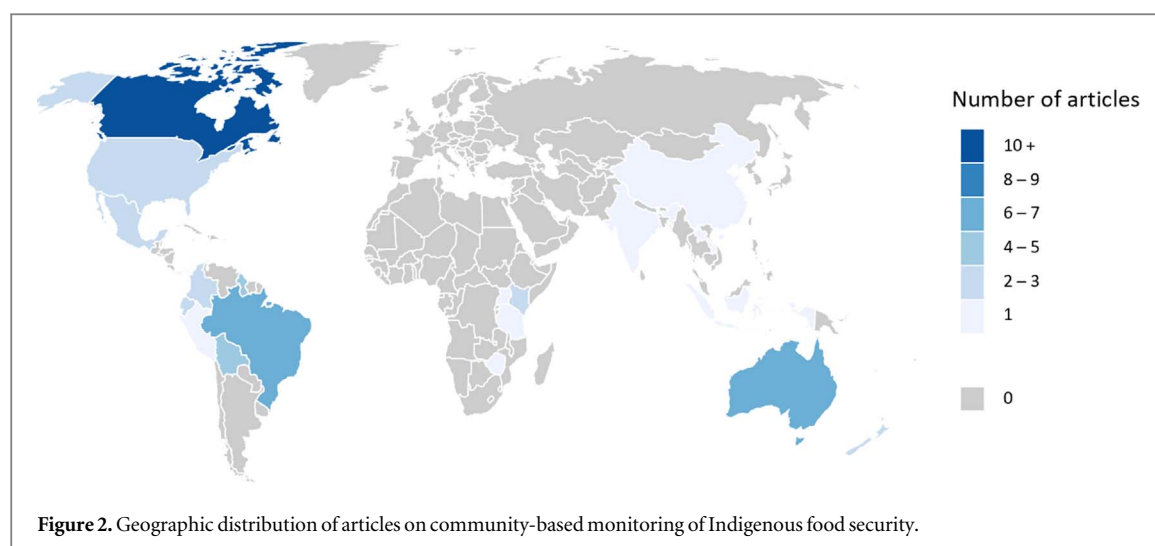 Number of articles
10 +
8 – 9
6 – 7
4 – 5
2 – 3
1
0
Figure 2. Geographic distribution of articles on community-based monitoring of Indigenous food security.